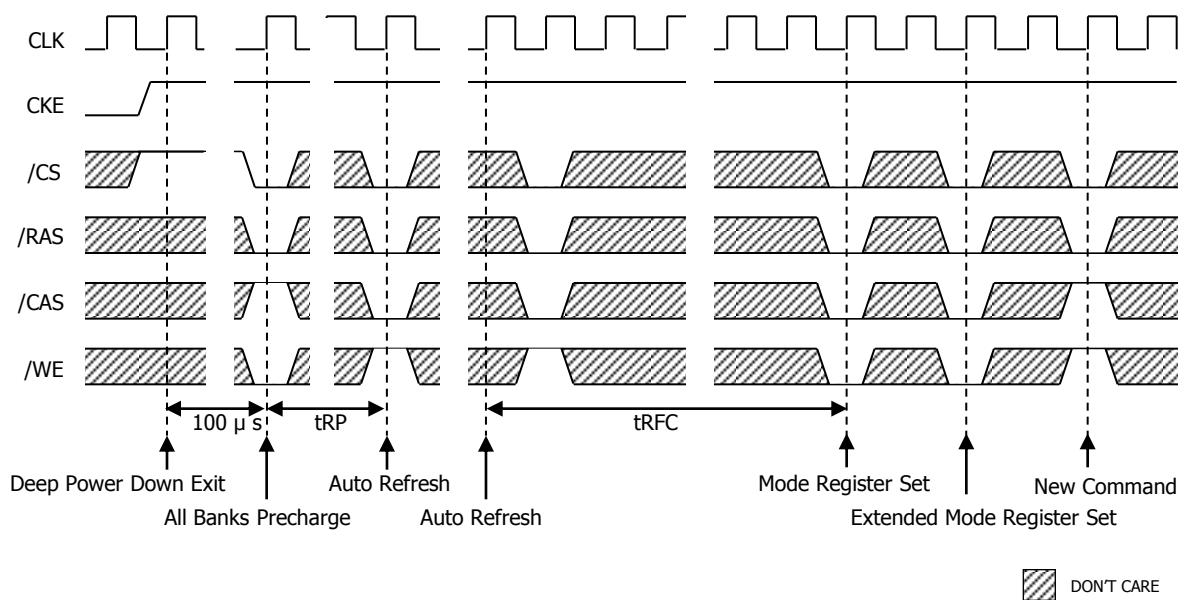 CLK
CKE
/CS
/RAS
/CAS
/WE
100 μ s
tRP
tRFC
Deep Power Down Exit
Auto Refresh
Mode Register Set
New Command
All Banks Precharge
Auto Refresh
Extended Mode Register Set
DON'T CARE